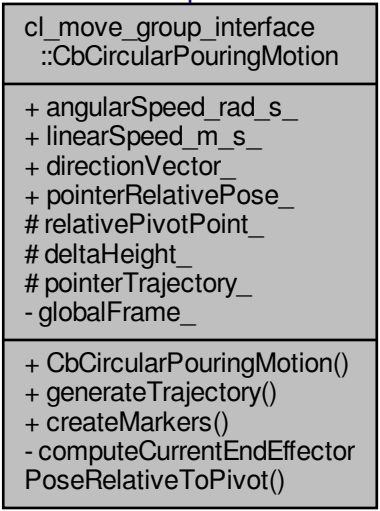 cl_move_group_interface
::CbCircularPouringMotion
+ angularSpeed_rad_s_
+ linearSpeed_m_s_
+ directionVector_
+ pointerRelativePose_
# relativePivotPoint_
# deltaHeight_
# pointerTrajectory_
- globalFrame_
+ CbCircularPouringMotion()
+ generateTrajectory()
+ createMarkers()
- computeCurrentEndEffector
PoseRelativeToPivot()